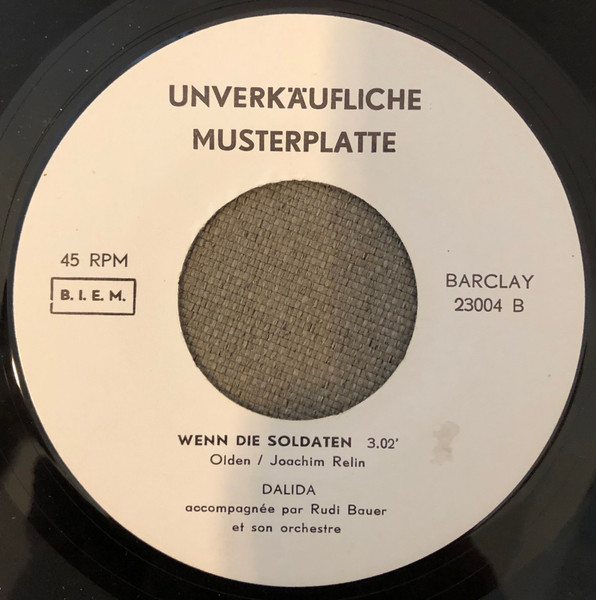 UNVERKÄUFLICHE
MUSTERPLATTE
45 RPM
B. I. E. M.
BARCLAY
23004 B
WENN DIE SOLDATEN 3.02'
Olden / Joachim Relin
DALIDA
accompagnée par Rudi Bauer
et son orchestre